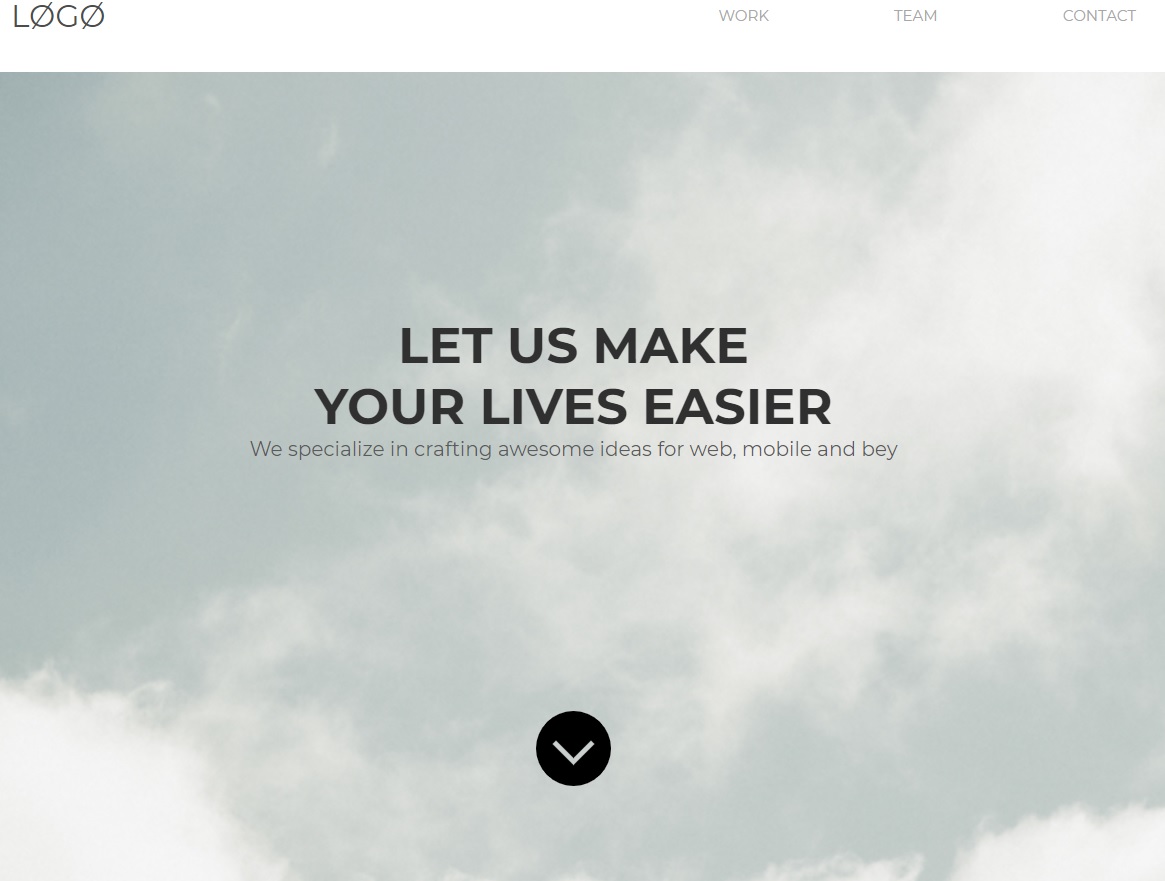 LØGØ
WORK TEAM CONTACT
LET US MAKE
YOUR LIVES EASIER
We specialize in crafting awesome ideas for web, mobile and bey